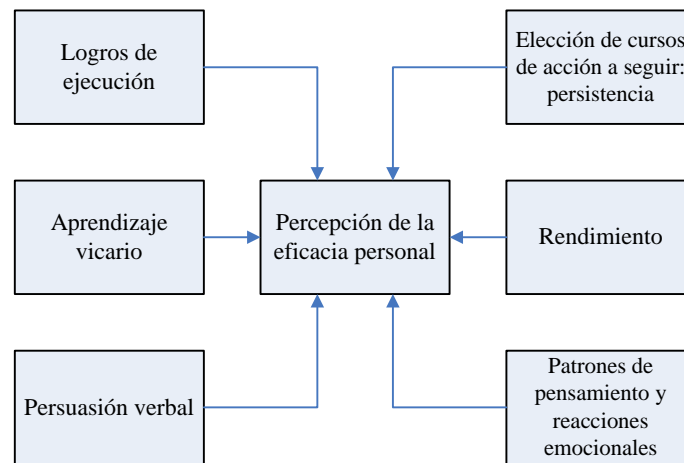 Logros de
ejecución
Elección de cursos
de acción a seguir:
persistencia
Aprendizaje
vicario
Percepción de la
eficacia personal
Rendimiento
Persuasión verbal
Patrones de
pensamiento y
reacciones
emocionales